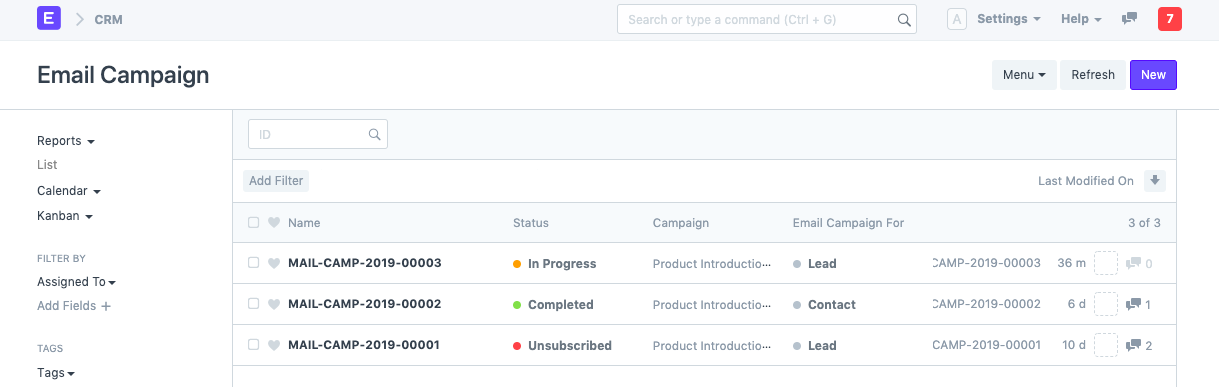 E CRM Search or type a command (Ctrl + G) A Settings Help 7
Email Campaign Menu Refresh New
ID
Reports
List
Calendar
Kanban
FILTER BY
Assigned To
Add Fields
TAGS
Tags
Add Filter Last Modified On
Name Status Campaign Email Campaign For 3 of 3
MAIL-CAMP-2019-00003 In Progress Product Introductio... Lead CAMP-2019-00003 36 m 0
MAIL-CAMP-2019-00002 Completed Product Introductio... Contact CAMP-2019-00002 6 d 1
MAIL-CAMP-2019-00001 Unsubscribed Product Introductio... Lead CAMP-2019-00001 10 d 2